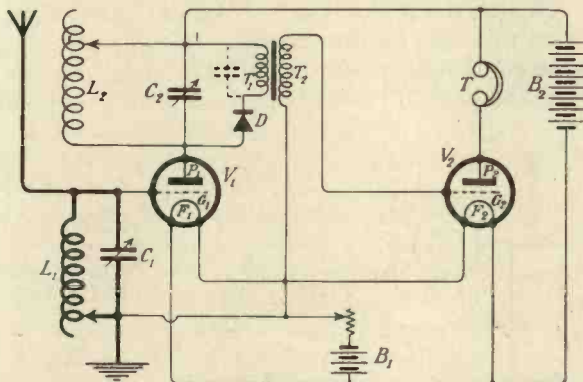 L₂
C₂
T₁
T₂
D
T
B₂
P₁
V₁
G₁
F₁
V₂
P₂
G₂
F₂
L₁
C₁
B₁